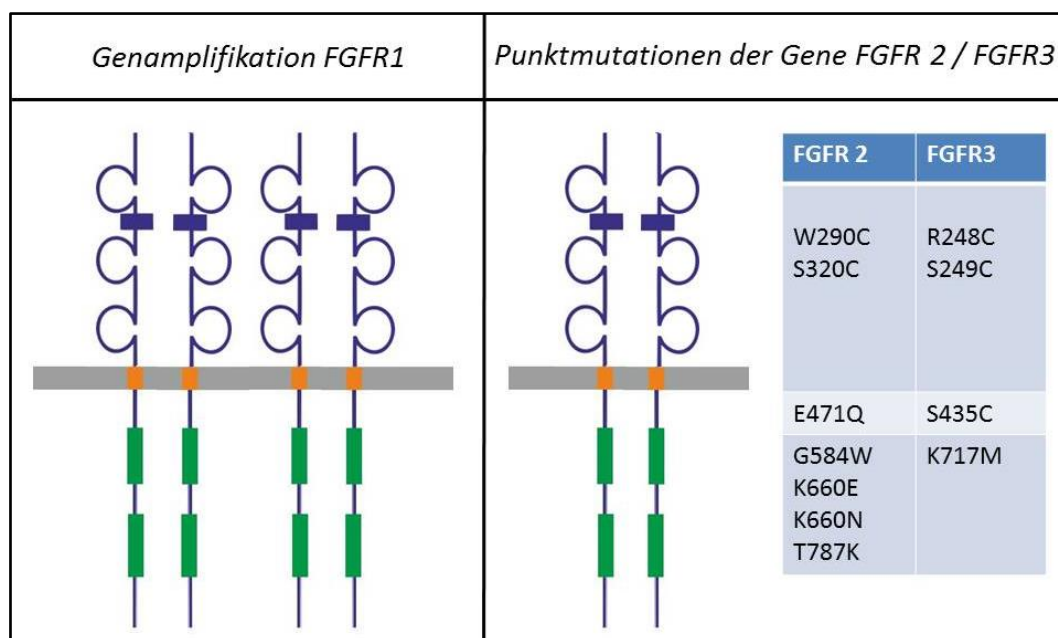 Genamplifikation FGFR1
Punktmutationen der Gene FGFR 2 / FGFR3
FGFR 2 FGFR3
W290C R248C
S320C S249C
E471Q S435C
G584W K717M
K660E
K660N
T787K